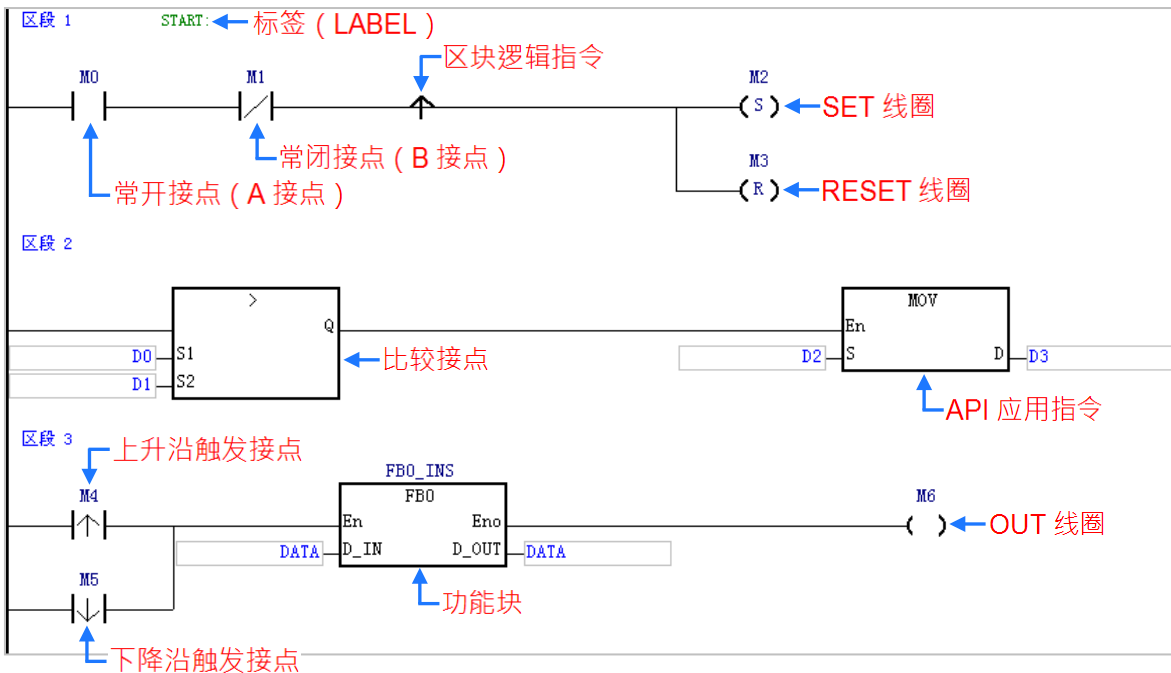 区段 1 START: 标签（LABEL）
区块逻辑指令
M0 M1 M2
S SET 线圈
常闭接点（B 接点） M3
常开接点（A 接点） R RESET 线圈
区段 2
> MOV
Q En
D0 S1 比较接点 D2 S D D3
D1 S2
API 应用指令
区段 3 上升沿触发接点
FB0_INS
M4 FB0 M6
En Eno OUT 线圈
DATA D_IN D_OUT DATA
M5
功能块
下降沿触发接点